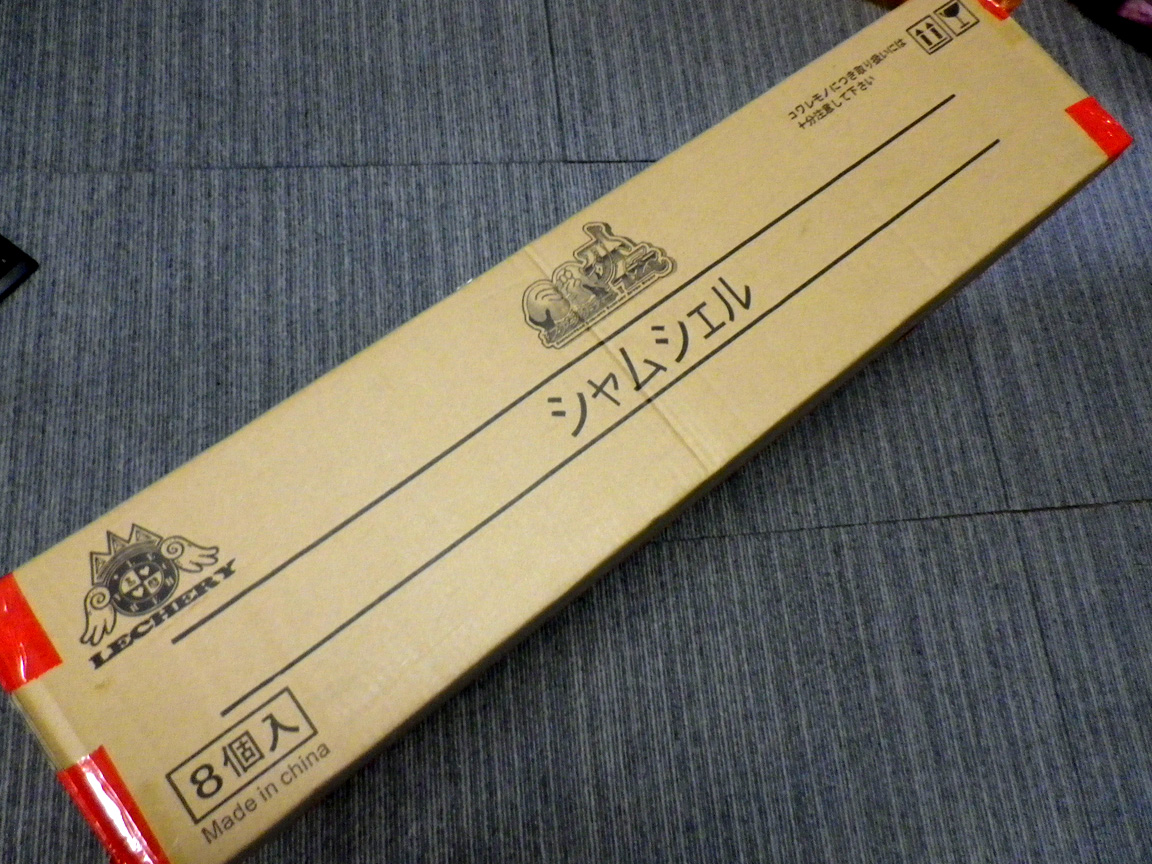 コワレモノにつき取り扱いには
十分注意して下さい
シャムシエル
LECHERY
8個入
Made in china